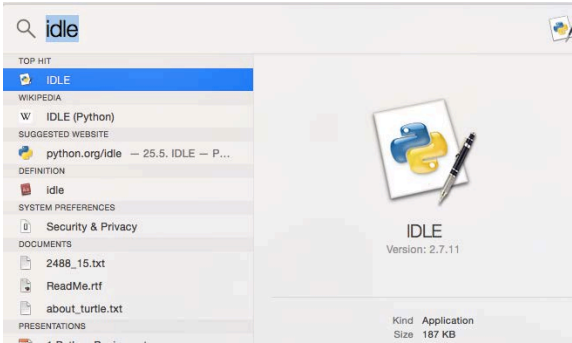 idle
TOP HIT
IDLE
WIKIPEDIA
IDLE (Python)
SUGGESTED WEBSITE
python.org/idle — 25.5. IDLE — P...
DEFINITION
idle
SYSTEM PREFERENCES
Security & Privacy
DOCUMENTS
2488_15.txt
ReadMe.rtf
about_turtle.txt
PRESENTATIONS
IDLE
Version: 2.7.11
Kind Application
Size 187 KB